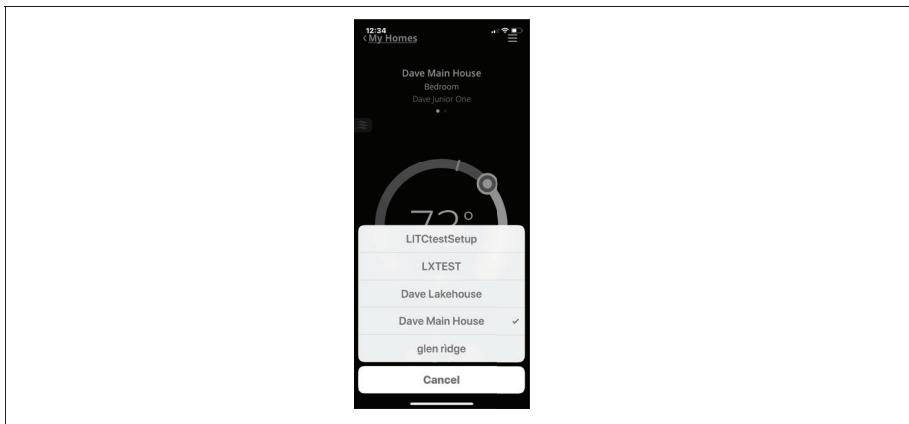 12:34
My Homes
Dave Main House
Bedroom
Dave Junior One
72°
LITCtestSetup
LXTEST
Dave Lakehouse
Dave Main House
glen ridge
Cancel